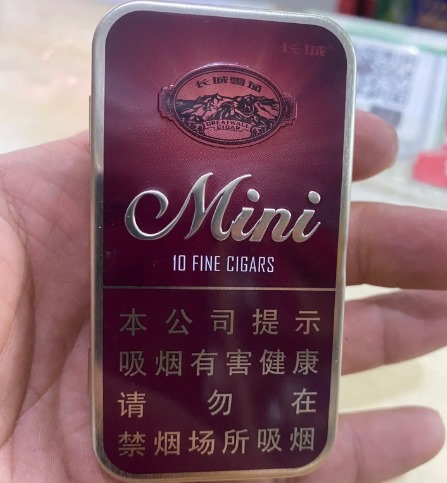 长城
长城雪茄
GREATWALL
CIGAR
Mini
10 FINE CIGARS
本公司提示
吸烟有害健康
请勿在
禁烟场所吸烟